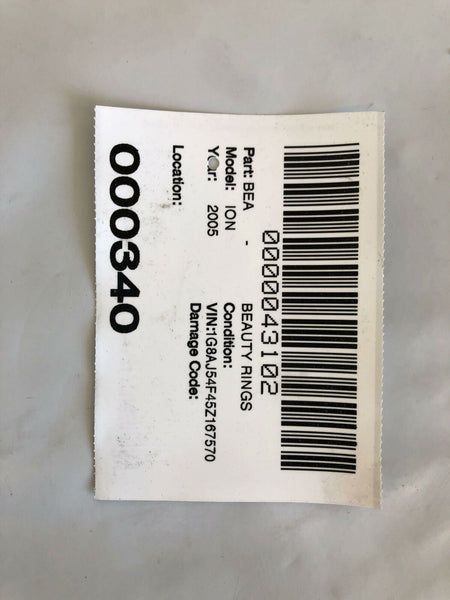 0000043102
Part: BEA - BEAUTY RINGS
Model: ION Condition:
Year: 2005 VIN:1G8AJ54F45Z167570
Damage Code:
Location:
000340